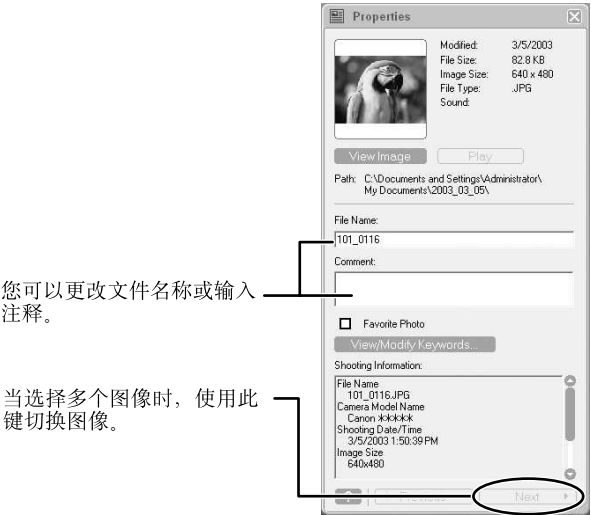 Properties
Modified: 3/5/2003
File Size: 82.8 KB
Image Size: 640 x 480
File Type: .JPG
Sound:
View Image
Play
Path: C:\Documents and Settings\Administrator\
My Documents\2003_03_05\
File Name:
101_0116
Comment:
您可以更改文件名称或输入
注释。
Favorite Photo
View/Modify Keywords...
Shooting Information:
File Name
101_0116.JPG
Camera Model Name
Canon *****
Shooting Date/Time
3/5/2003 1:50:39 PM
Image Size
640x480
当选择多个图像时，使用此
键切换图像。
Previous
Next